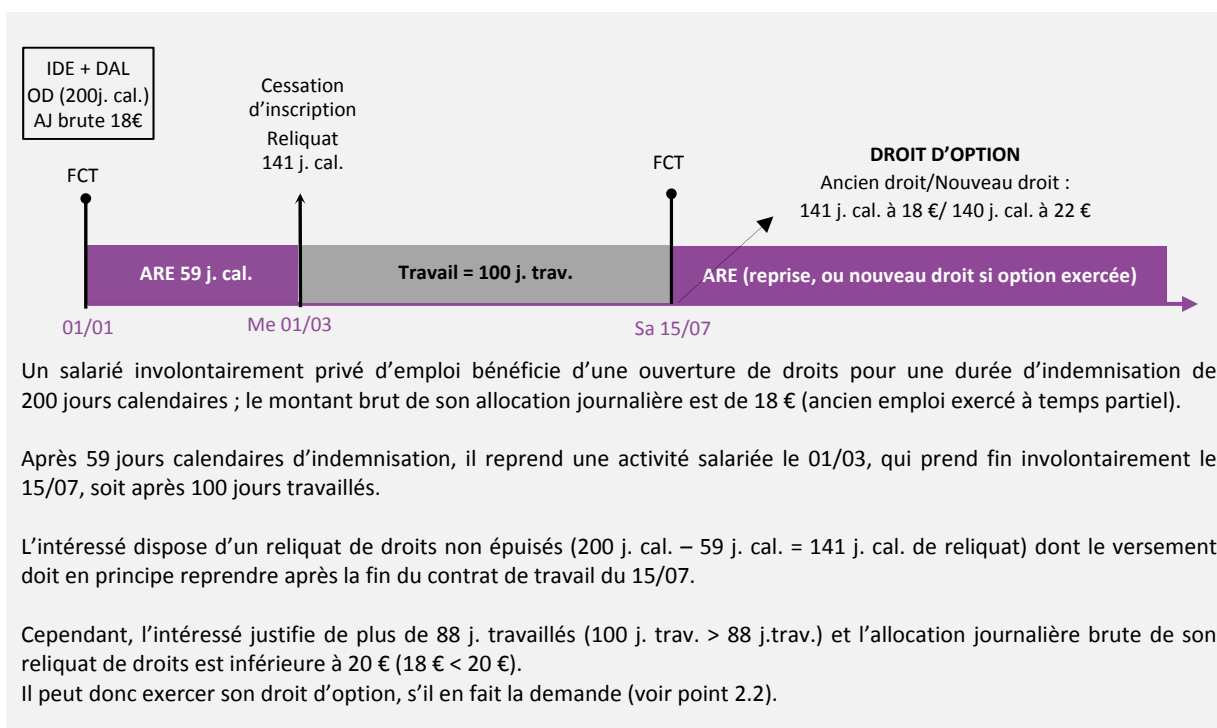 IDE + DAL
OD (200j. cal.)
AJ brute 18€
FCT
Cessation
d’inscription
Reliquat
141 j. cal.
FCT
DROIT D’OPTION
Ancien droit/Nouveau droit :
141 j. cal. à 18 €/ 140 j. cal. à 22 €
ARE 59 j. cal.
Travail = 100 j. trav.
ARE (reprise, ou nouveau droit si option exercée)
01/01
Me 01/03
Sa 15/07
Un salarié involontairement privé d’emploi bénéficie d’une ouverture de droits pour une durée d’indemnisation de
200 jours calendaires ; le montant brut de son allocation journalière est de 18 € (ancien emploi exercé à temps partiel).
Après 59 jours calendaires d’indemnisation, il reprend une activité salariée le 01/03, qui prend fin involontairement le
15/07, soit après 100 jours travaillés.
L’intéressé dispose d’un reliquat de droits non épuisés (200 j. cal. – 59 j. cal. = 141 j. cal. de reliquat) dont le versement
doit en principe reprendre après la fin du contrat de travail du 15/07.
Cependant, l’intéressé justifie de plus de 88 j. travaillés (100 j. trav. > 88 j.trav.) et l’allocation journalière brute de son
reliquat de droits est inférieure à 20 € (18 € < 20 €).
Il peut donc exercer son droit d’option, s’il en fait la demande (voir point 2.2).